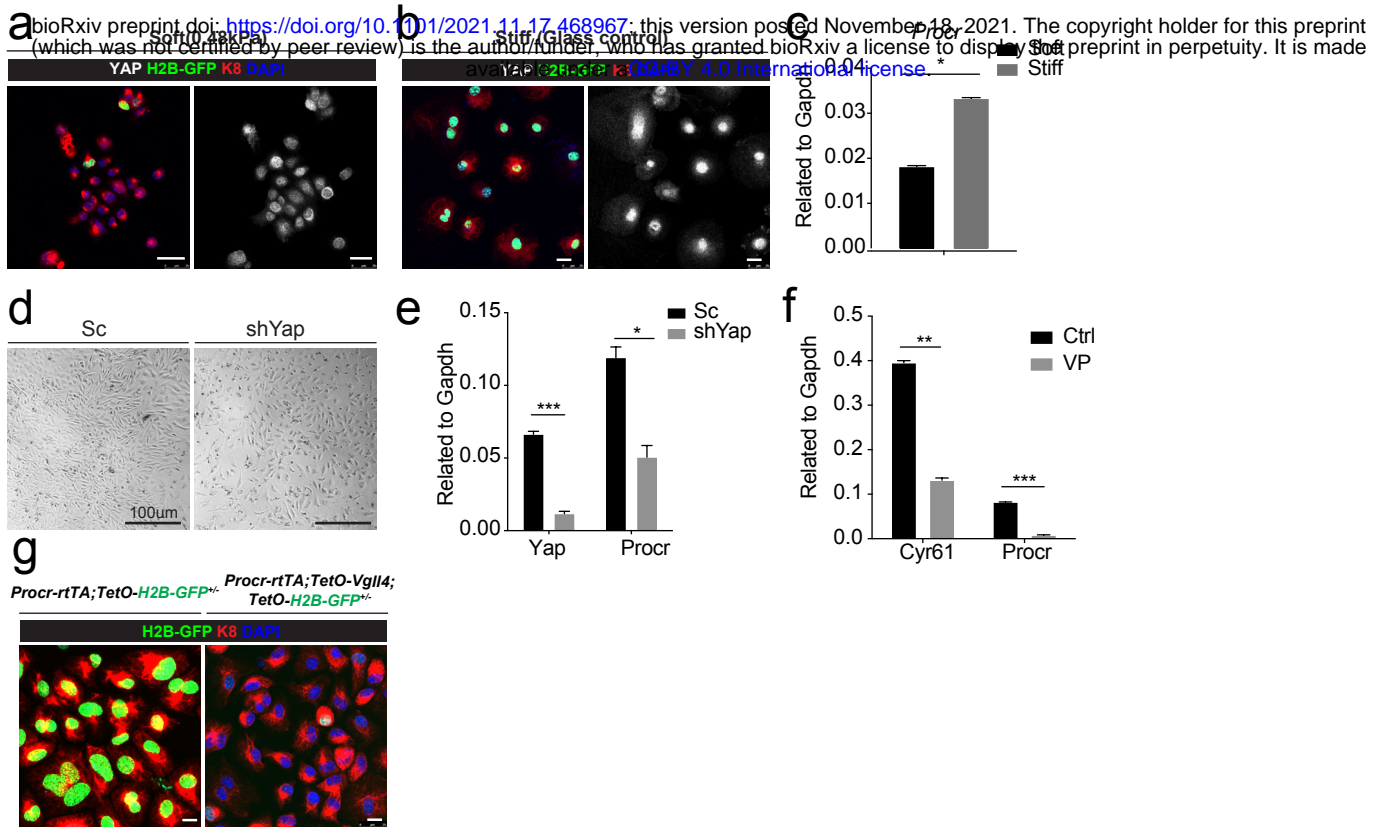 bioRxiv preprint doi: https://doi.org/10.1101/2021.11.17.468967; this version posted November 18, 2021. The copyright holder for this preprint
(which was not certified by peer review) is the author/funder, who has granted bioRxiv a license to display the preprint in perpetuity. It is made
available under aCC-BY 4.0 International license.
a
Soft(0.48kPa)
YAP H2B-GFP K8 DAPI
b
Stiff (Glass control)
YAP H2B-GFP K8 DAPI
c
Procr
Soft
Stiff
*
Related to Gapdh
0.04
0.03
0.02
0.01
0.00
d
Sc
shYap
100μm
e
Sc
shYap
Related to Gapdh
0.15
0.10
0.05
0.00
***
*
Yap
Procr
f
Ctrl
VP
Related to Gapdh
0.5
0.4
0.3
0.2
0.1
0.0
**
***
Cyr61
Procr
g
Procr-rtTA;TetO-H2B-GFP+/-
Procr-rtTA;TetO-Vgll4;
TetO-H2B-GFP+/-
H2B-GFP K8 DAPI